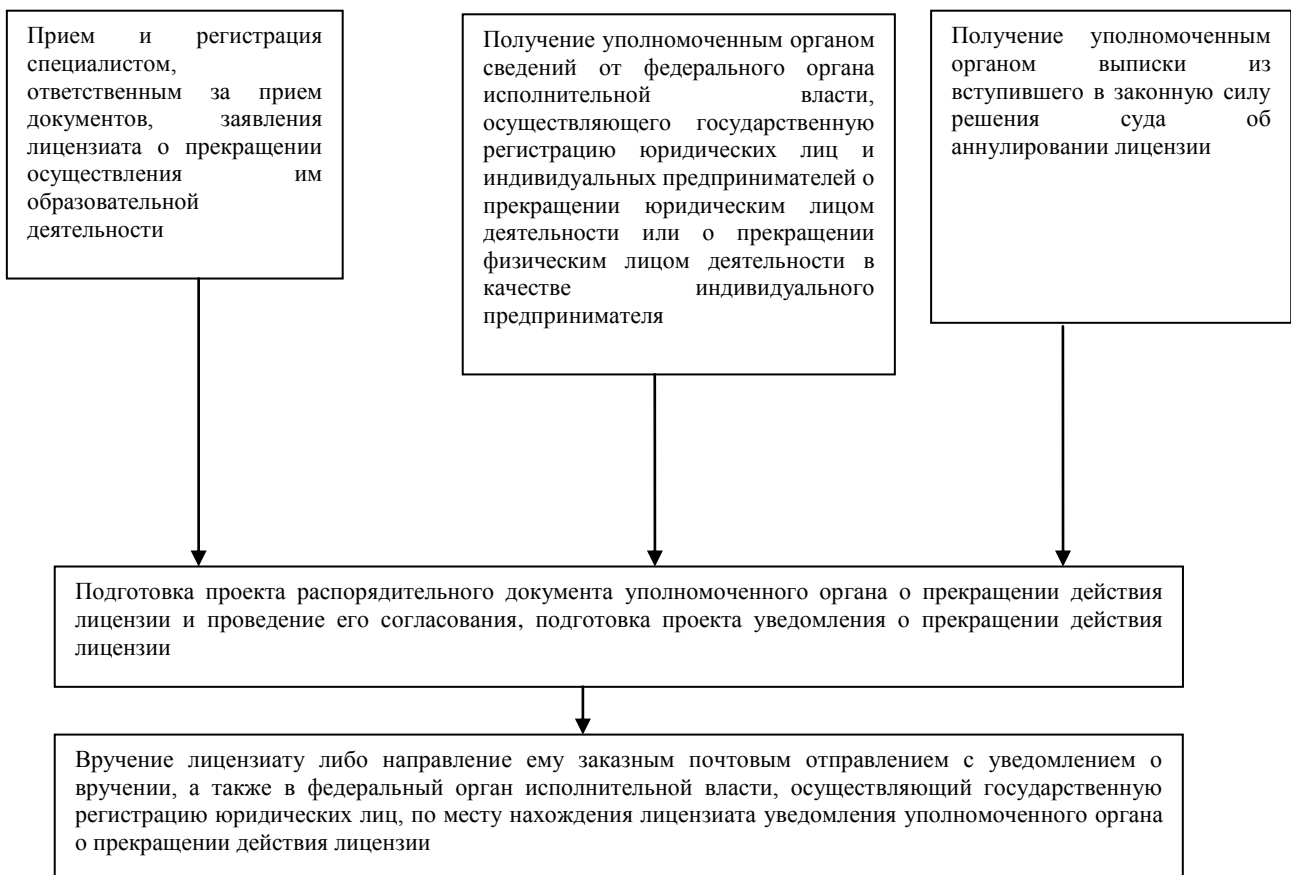 Прием и регистрация
специалистом,
ответственным за прием
документов, заявления
лицензиата о прекращении
осуществления им
образовательной
деятельности
Получение уполномоченным органом
сведений от федерального органа
исполнительной власти,
осуществляющего государственную
регистрацию юридических лиц и
индивидуальных предпринимателей о
прекращении юридическим лицом
деятельности или о прекращении
физическим лицом деятельности в
качестве индивидуального
предпринимателя
Получение уполномоченным
органом выписки из
вступившего в законную силу
решения суда об
аннулировании лицензии
Подготовка проекта распорядительного документа уполномоченного органа о прекращении действия
лицензии и проведение его согласования, подготовка проекта уведомления о прекращении действия
лицензии
Вручение лицензиату либо направление ему заказным почтовым отправлением с уведомлением о
вручении, а также в федеральный орган исполнительной власти, осуществляющий государственную
регистрацию юридических лиц, по месту нахождения лицензиата уведомления уполномоченного органа
о прекращении действия лицензии